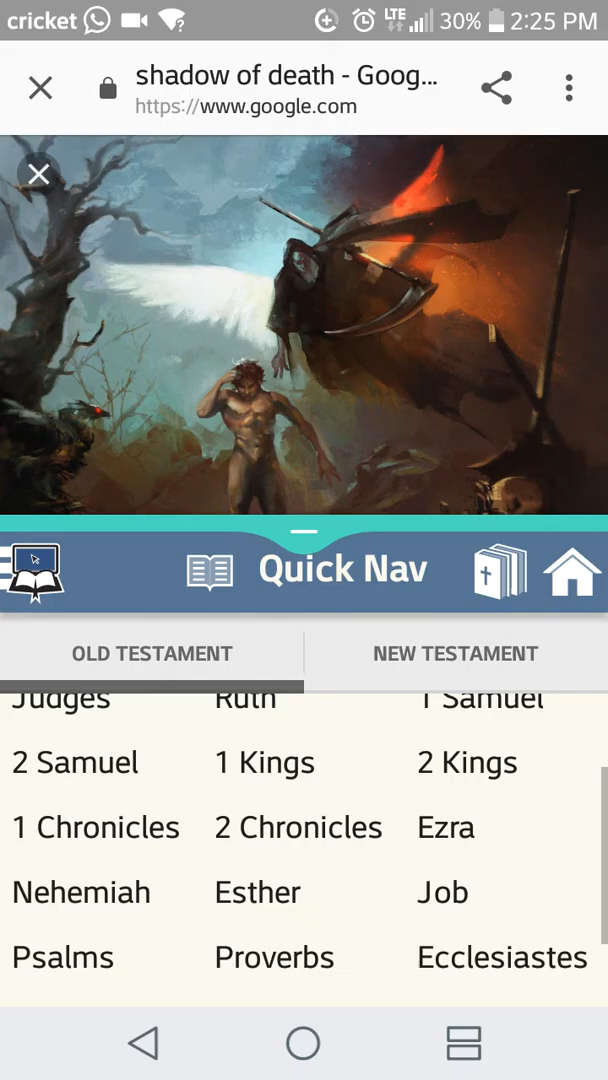 cricket LTE 30% 2:25 PM
shadow of death - Goog...
https://www.google.com
Quick Nav
OLD TESTAMENT NEW TESTAMENT
Judges Ruth 1 Samuel
2 Samuel 1 Kings 2 Kings
1 Chronicles 2 Chronicles Ezra
Nehemiah Esther Job
Psalms Proverbs Ecclesiastes